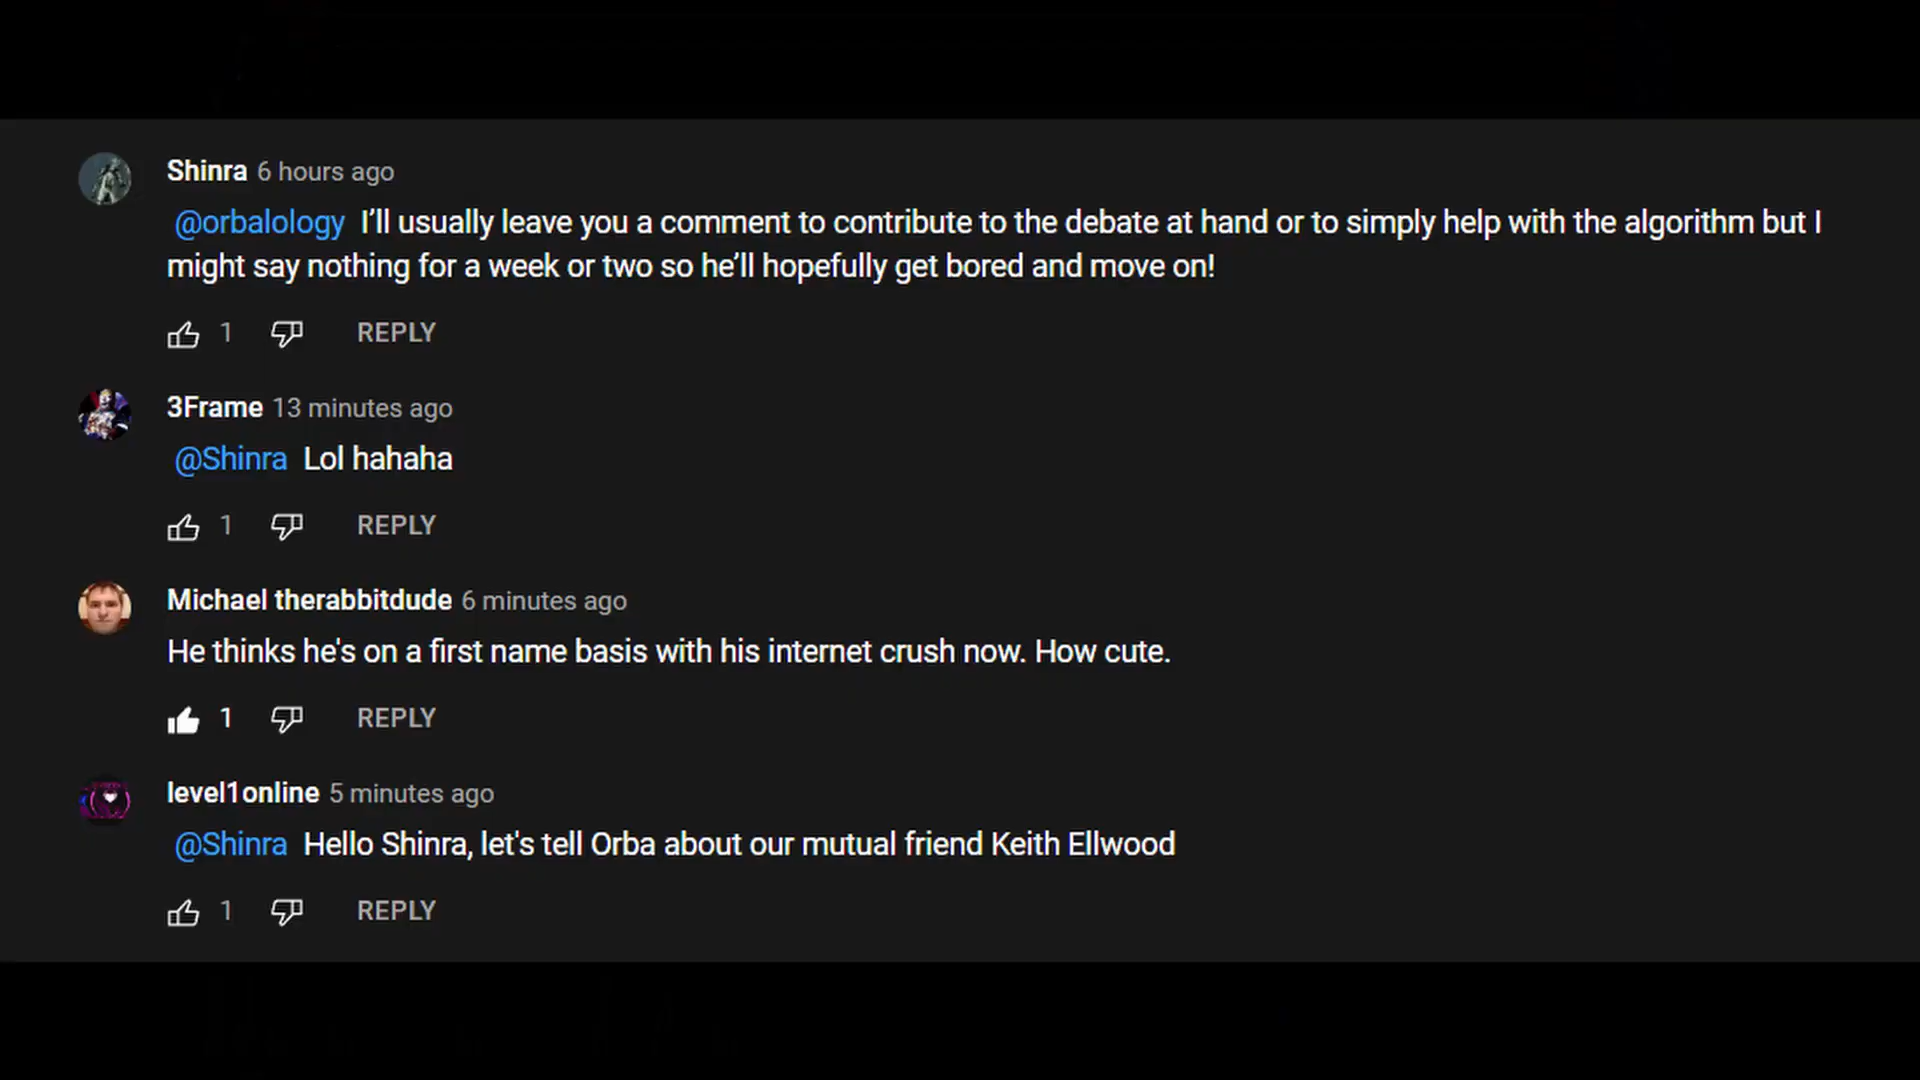 Shinra 6 hours ago
@orbalology I’ll usually leave you a comment to contribute to the debate at hand or to simply help with the algorithm but I
might say nothing for a week or two so he’ll hopefully get bored and move on!
1 REPLY
3Frame 13 minutes ago
@Shinra Lol hahaha
1 REPLY
Michael therabbitdude 6 minutes ago
He thinks he's on a first name basis with his internet crush now. How cute.
1 REPLY
level1online 5 minutes ago
@Shinra Hello Shinra, let's tell Orba about our mutual friend Keith Ellwood
1 REPLY